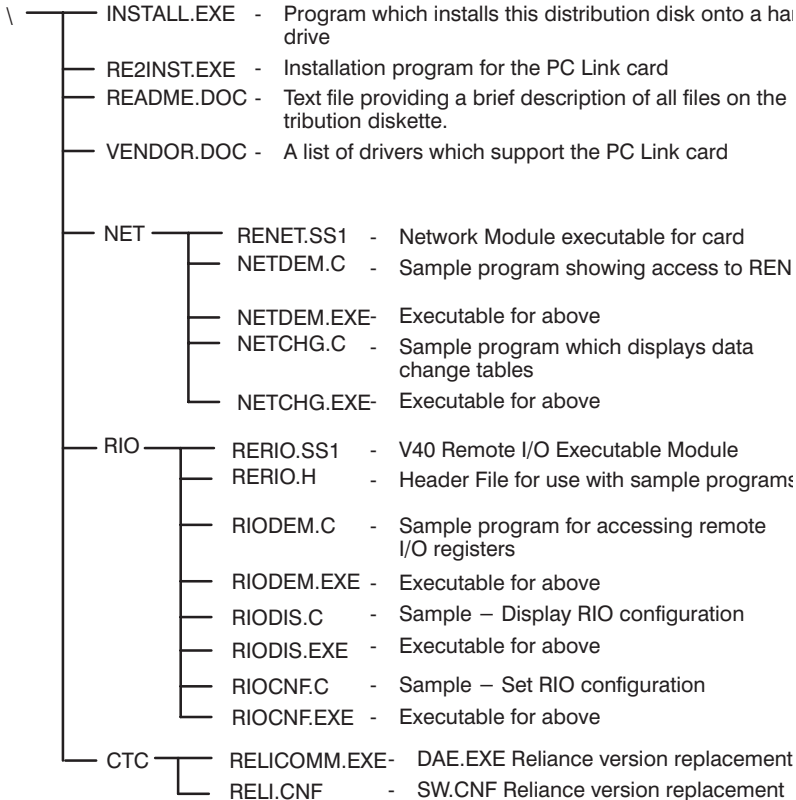 \ INSTALL.EXE - Program which installs this distribution disk onto a
drive
RE2INST.EXE - Installation program for the PC Link card
README.DOC - Text file providing a brief description of all files on the
tribution diskette.
VENDOR.DOC - A list of drivers which support the PC Link card
NET RENET.SS1 - Network Module executable for card
NETDEM.C - Sample program showing access to
NETDEM.EXE- Executable for above
NETCHG.C - Sample program which displays data
change tables
NETCHG.EXE- Executable for above
RIO RERIO.SS1 - V40 Remote I/O Executable Module
RERIO.H - Header File for use with sample programs
RIODEM.C - Sample program for accessing remote
I/O registers
RIODEM.EXE - Executable for above
RIODIS.C - Sample – Display RIO configuration
RIODIS.EXE - Executable for above
RIOCNF.C - Sample – Set RIO configuration
RIOCNF.EXE - Executable for above
CTC RELICOMM.EXE- DAE.EXE Reliance version replacement
RELI.CNF - SW.CNF Reliance version replacement